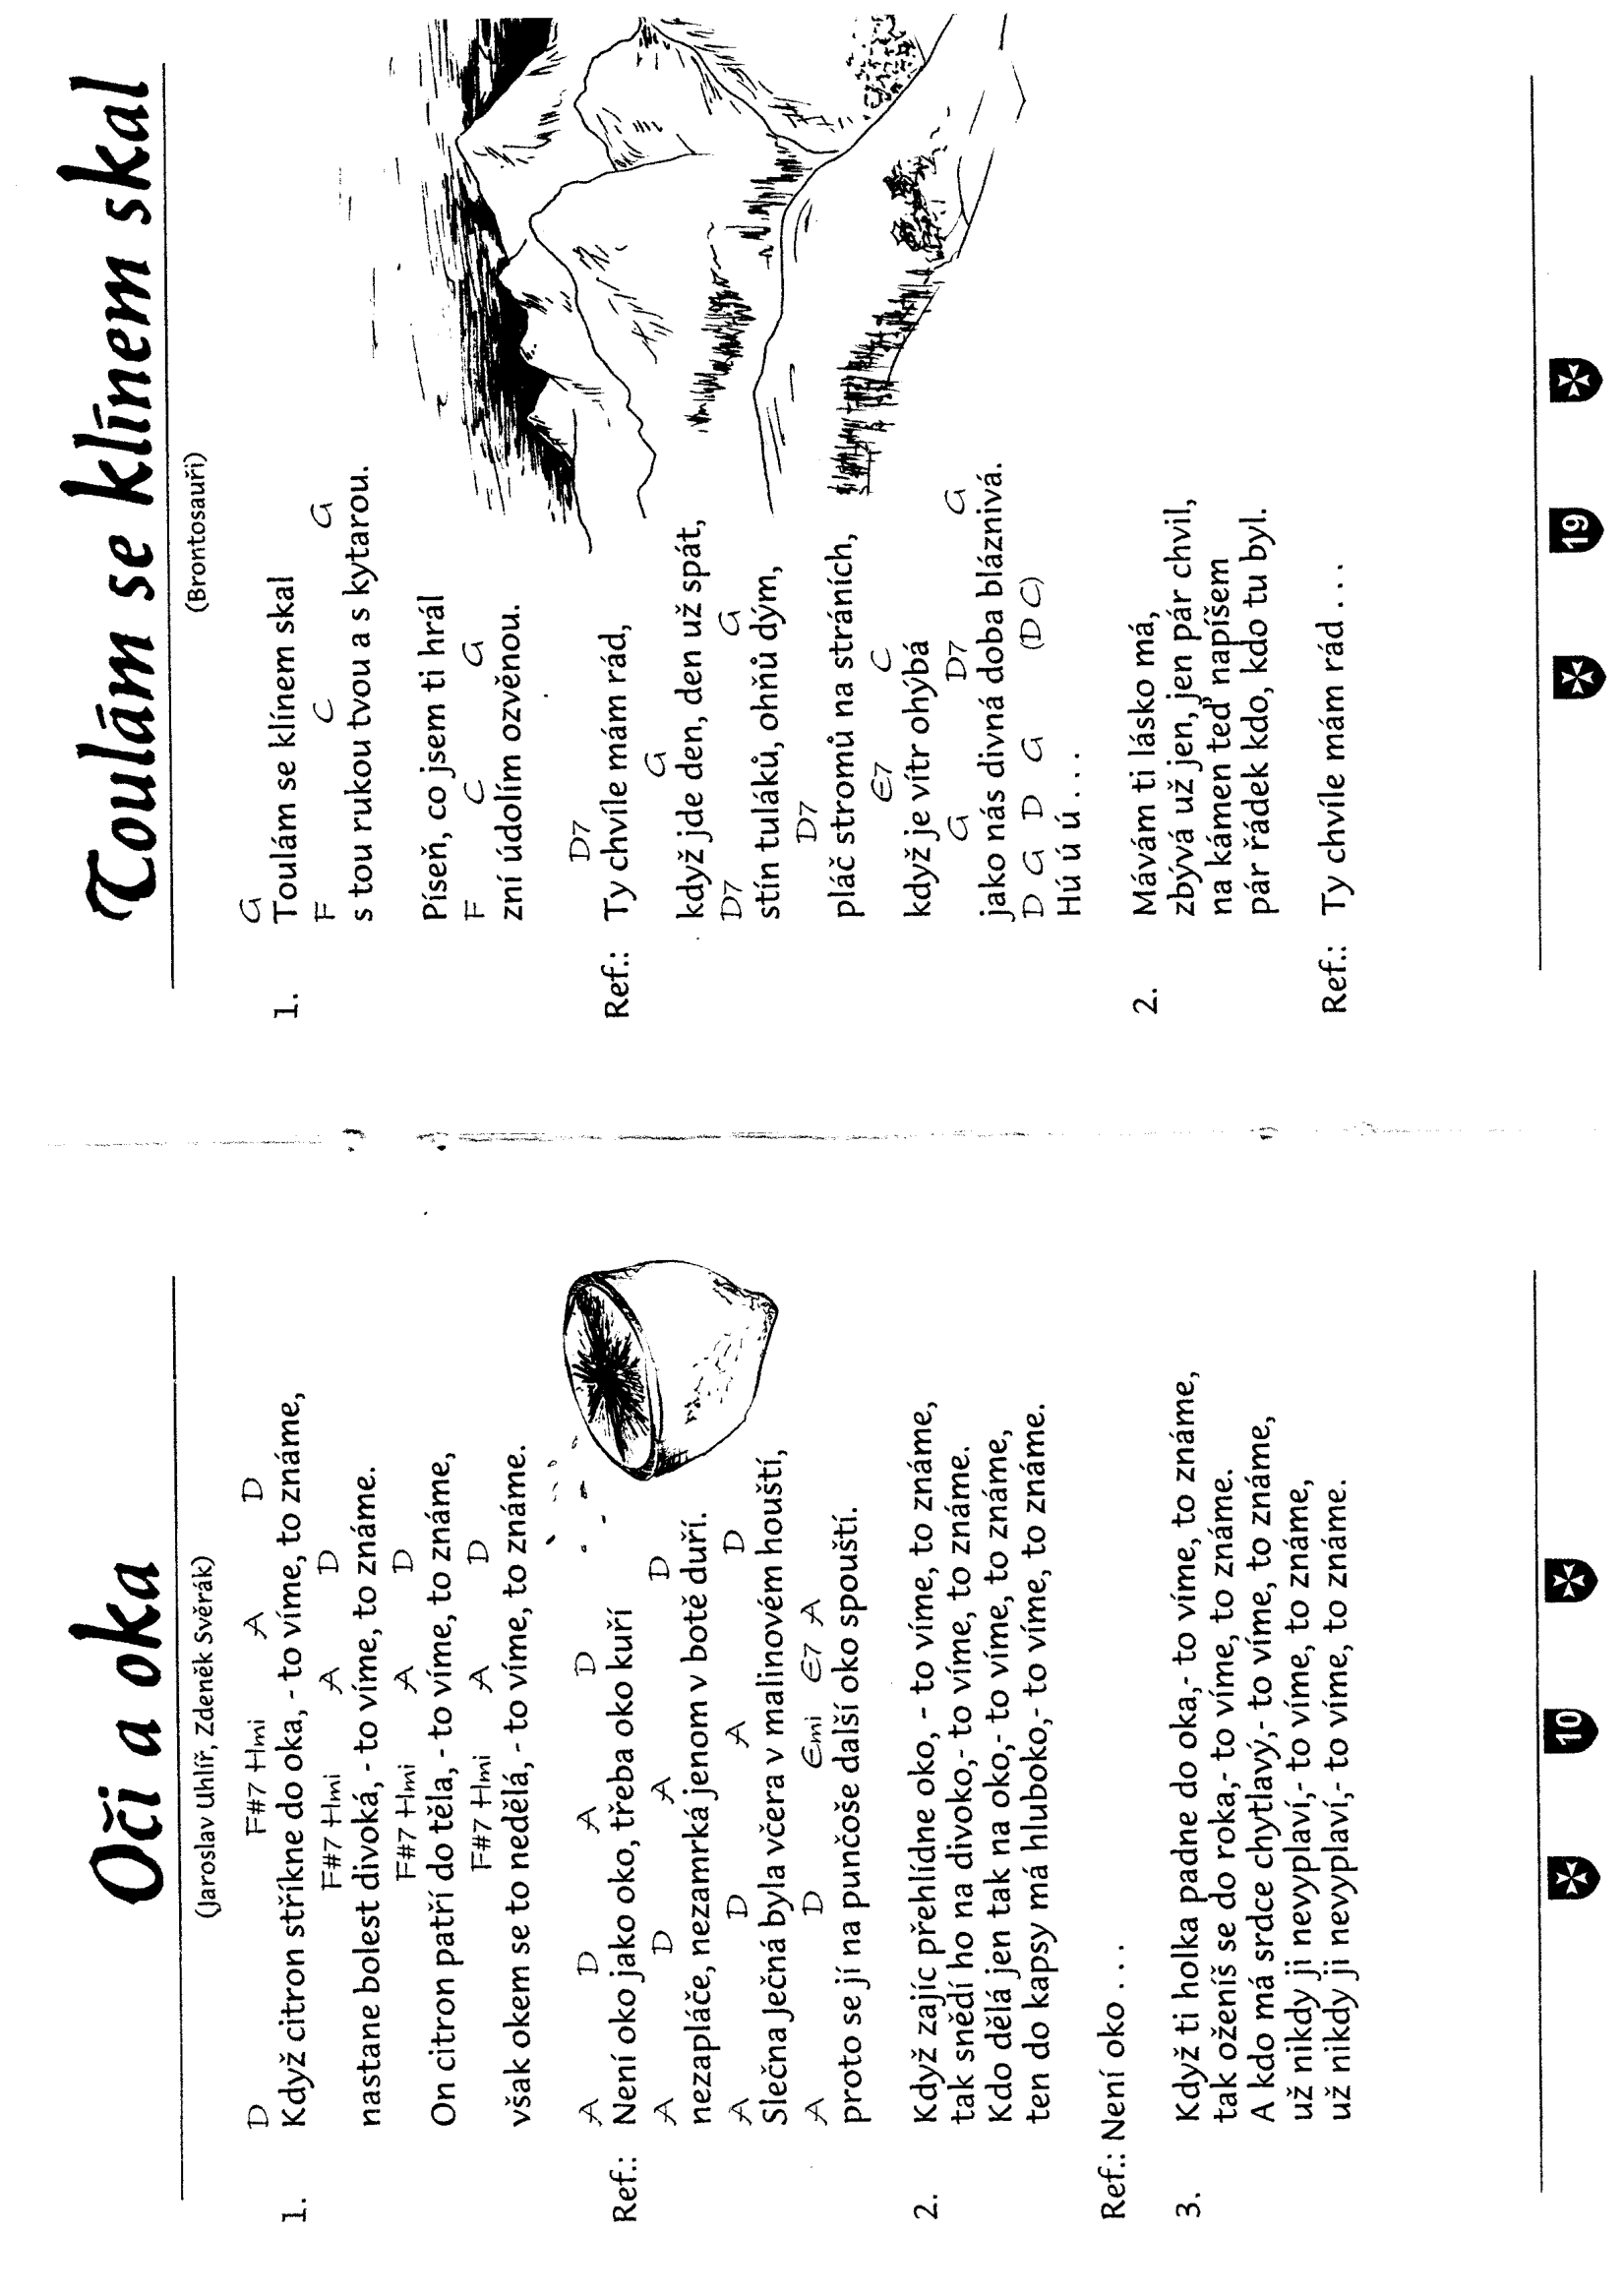 Oči a oka
(Jaroslav Uhlíř, Zdeněk Svěrák)
D F#7 Hmi A D
1. Když citron stříkne do oka, - to víme, to známe,
F#7 Hmi A D
nastane bolest divoká, - to víme, to známe.
F#7 Hmi A D
On citron patří do těla, - to víme, to známe,
F#7 Hmi A D
však okem se to nedělá, - to víme, to známe.
A D A D
Ref.: Není oko jako oko, třeba oko kuří
A D A D
nezapláče, nezamrká jenom v botě duří.
A D A D
Slečna Ječná byla včera v malinovém houští,
A D Emi E7 A
proto se jí na punčoše další oko spouští.
2. Když zajíc přehlídne oko, - to víme, to známe,
tak snědí ho na divoko,- to víme, to známe.
Kdo dělá jen tak na oko,- to víme, to známe,
ten do kapsy má hluboko,- to víme, to známe.
Ref.: Není oko . . .
3. Když ti holka padne do oka,- to víme, to známe,
tak oženíš se do roka,- to víme, to známe.
A kdo má srdce chytlavý,- to víme, to známe,
už nikdy ji nevyplaví,- to víme, to známe,
už nikdy ji nevyplaví,- to víme, to známe.
10
Toulám se klínem skal
(Brontosauři)
G
1. Toulám se klínem skal
F C G
s tou rukou tvou a s kytarou.
Píseň, co jsem ti hrál
F C G
zní údolím ozvěnou.
D7
Ref.: Ty chvíle mám rád,
G
když jde den, den už spát,
D7 G
stín tuláků, ohňů dým,
D7
pláč stromů na stráních,
E7 C
když je vítr ohýbá
G D7 G
jako nás divná doba bláznivá.
D G D G (D C)
Hú ú ú . . .
2. Mávám ti lásko má,
zbývá už jen, jen pár chvil,
na kámen teď napíšem
pár řádek kdo, kdo tu byl.
Ref.: Ty chvíle mám rád . . .
19